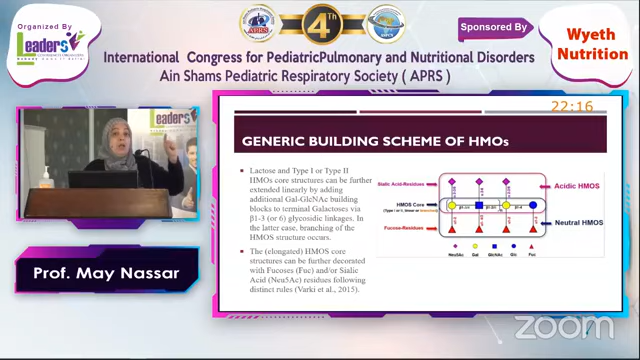 Organized By
Leaders
APRS
4th
Sponsored By
Wyeth
Nutrition
International Congress for PediatricPulmonary and Nutritional Disorders
Ain Shams Pediatric Respiratory Society ( APRS )
22:16
Leaders
GENERIC BUILDING SCHEME OF HMOs
Lactose and Type I or Type II
HMOs core structures can be further
extended linearly by adding
additional Gal-GlcNAc building
blocks to terminal Galactoses via
β1-3 (or 6) glycosidic linkages. In
the latter case, branching of the
HMOS structure occurs.
The (elongated) HMOS core
structures can be further decorated
with Fucoses (Fuc) and/or Sialic
Acid (Neu5Ac) residues following
distinct rules (Varki et al., 2015).
Sialic Acid-Residues
Acidic HMOS
HMOS Core
Neutral HMOS
Fucose-Residues
Neu5Ac
Gal
GlcNAc
Glc
Fuc
Prof. May Nassar
zoom